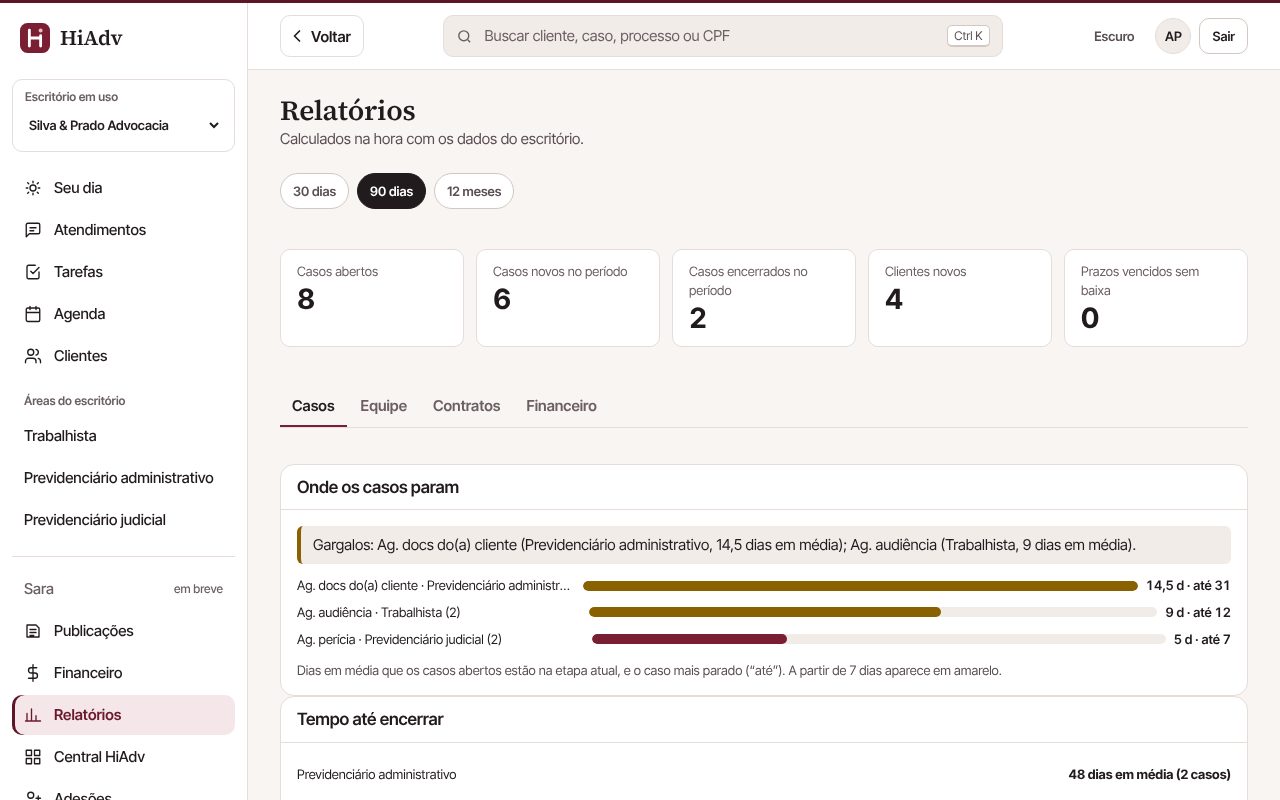 HiAdv
Voltar
Buscar cliente, caso, processo ou CPF
Ctrl K
Escuro
AP
Sair
Escritório em uso
Silva & Prado Advocacia
Seu dia
Atendimentos
Tarefas
Agenda
Clientes
Áreas do escritório
Trabalhista
Previdenciário administrativo
Previdenciário judicial
Sara
em breve
Publicações
Financeiro
Relatórios
Central HiAdv
Adesões
Relatórios
Calculados na hora com os dados do escritório.
30 dias
90 dias
12 meses
Casos abertos
8
Casos novos no período
6
Casos encerrados no
período
2
Clientes novos
4
Prazos vencidos sem
baixa
0
Casos
Equipe
Contratos
Financeiro
Onde os casos param
Gargalos: Ag. docs do(a) cliente (Previdenciário administrativo, 14,5 dias em média); Ag. audiência (Trabalhista, 9 dias em média).
Ag. docs do(a) cliente · Previdenciário administr...
14,5 d · até 31
Ag. audiência · Trabalhista (2)
9 d · até 12
Ag. perícia · Previdenciário judicial (2)
5 d · até 7
Dias em média que os casos abertos estão na etapa atual, e o caso mais parado (“até”). A partir de 7 dias aparece em amarelo.
Tempo até encerrar
Previdenciário administrativo
48 dias em média (2 casos)